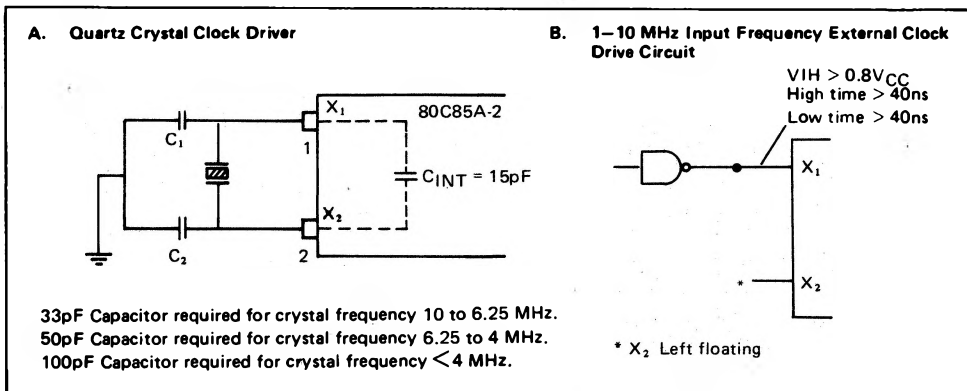 A. Quartz Crystal Clock Driver
X₁
80C85A-2
C₁
1
C_INT = 15pF
X₂
C₂
2
33pF Capacitor required for crystal frequency 10 to 6.25 MHz.
50pF Capacitor required for crystal frequency 6.25 to 4 MHz.
100pF Capacitor required for crystal frequency <4 MHz.
B. 1–10 MHz Input Frequency External Clock
Drive Circuit
VIH > 0.8V_CC
High time > 40ns
Low time > 40ns
X₁
*
X₂
* X₂ Left floating